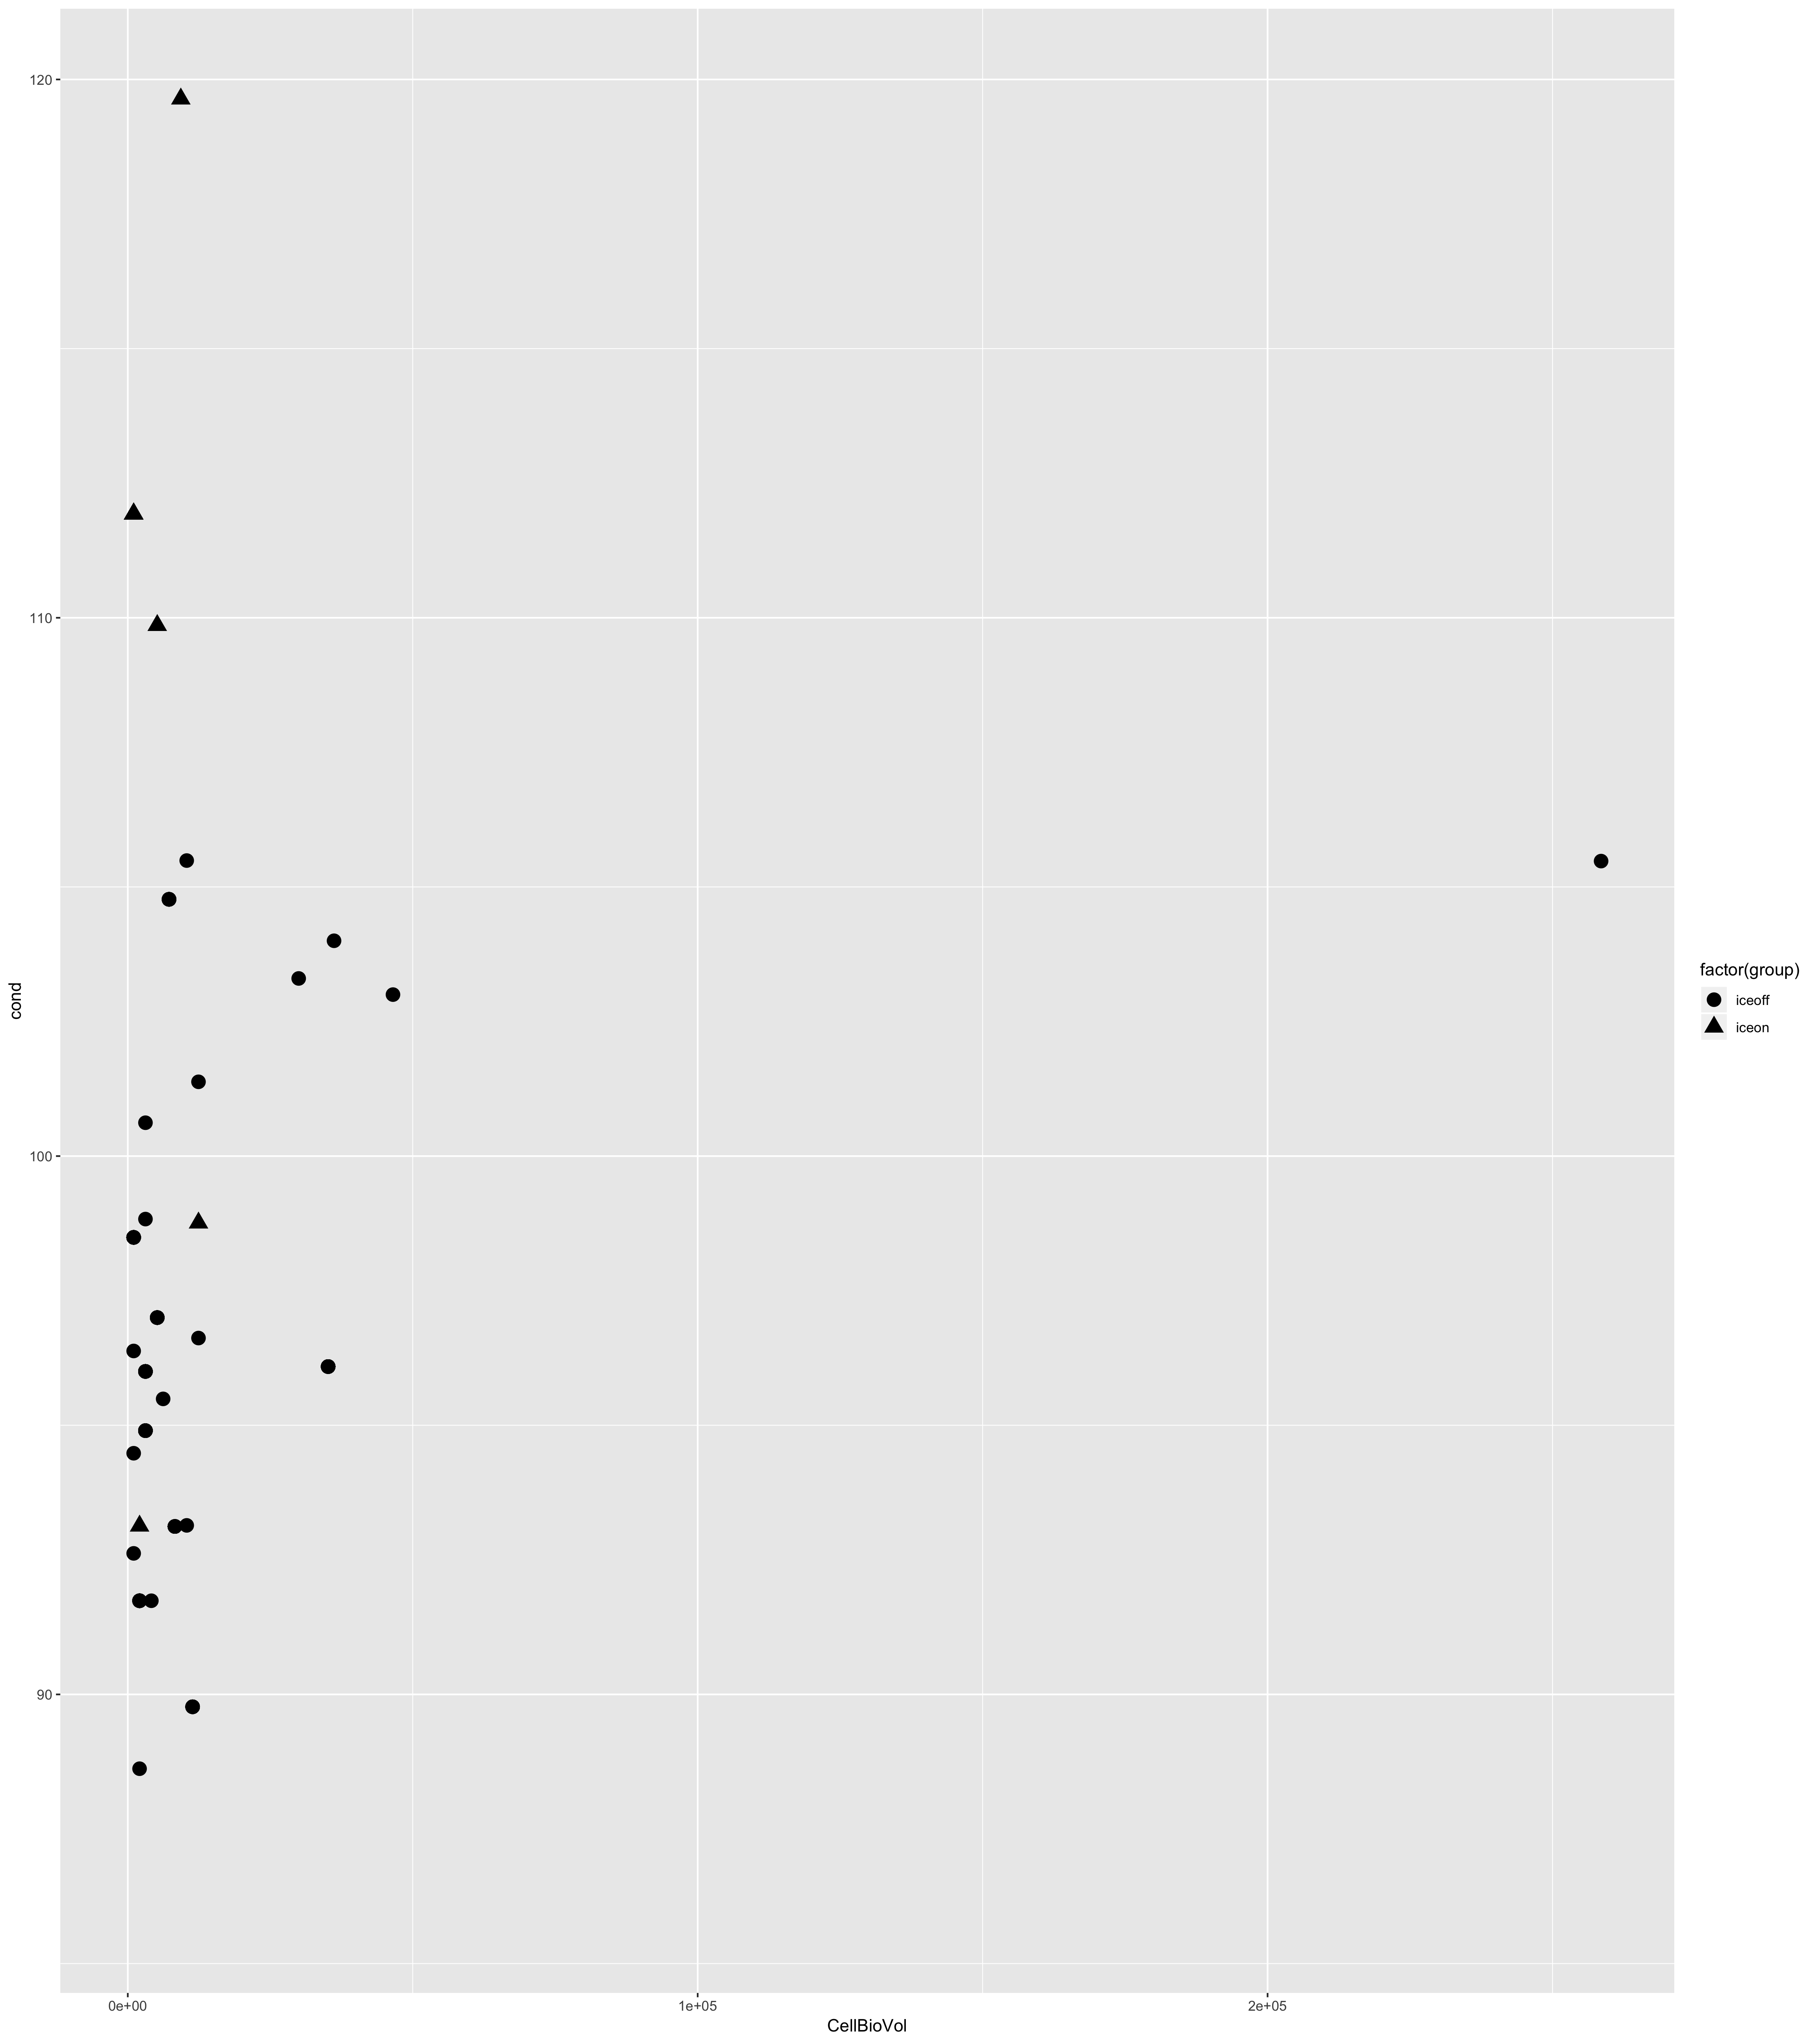 120
110
100
90
cond
0e+00
1e+05
2e+05
CellBioVol
factor(group)
iceoff
iceon